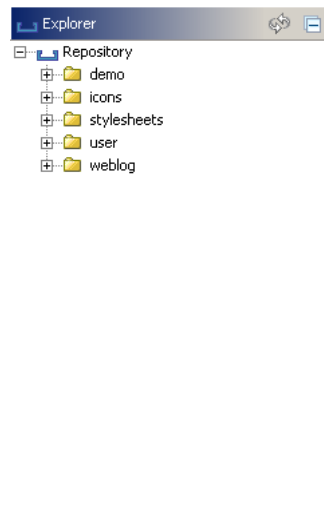 Explorer
Repository
demo
icons
stylesheets
user
weblog